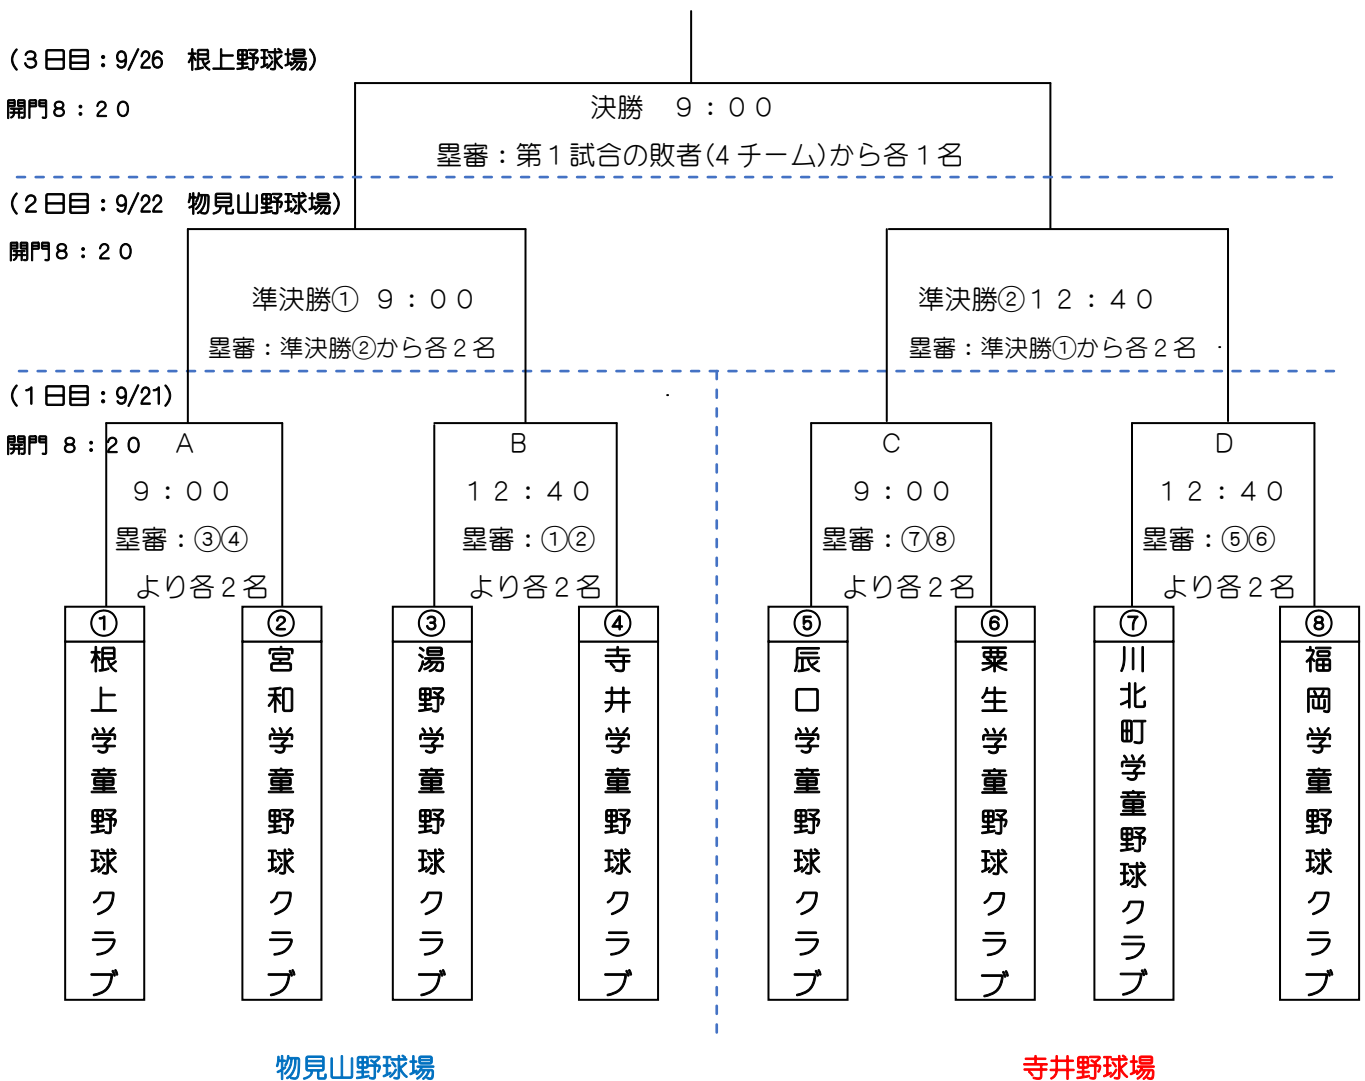 (３日目：9/26　根上野球場)
開門８：２０
決勝　９：００
塁審：第１試合の敗者(4チーム)から各１名
(２日目：9/22　物見山野球場)
開門８：２０
準決勝① ９：００
塁審：準決勝②から各２名
準決勝②１２：４０
塁審：準決勝①から各２名
(１日目：9/21)
開門 ８：２０
A
９：００
塁審：③④
より各２名
B
１２：４０
塁審：①②
より各２名
C
９：００
塁審：⑦⑧
より各２名
D
１２：４０
塁審：⑤⑥
より各２名
①
根上学童野球クラブ
②
宮和学童野球クラブ
③
湯野学童野球クラブ
④
寺井学童野球クラブ
⑤
辰口学童野球クラブ
⑥
粟生学童野球クラブ
⑦
川北町学童野球クラブ
⑧
福岡学童野球クラブ
物見山野球場
寺井野球場